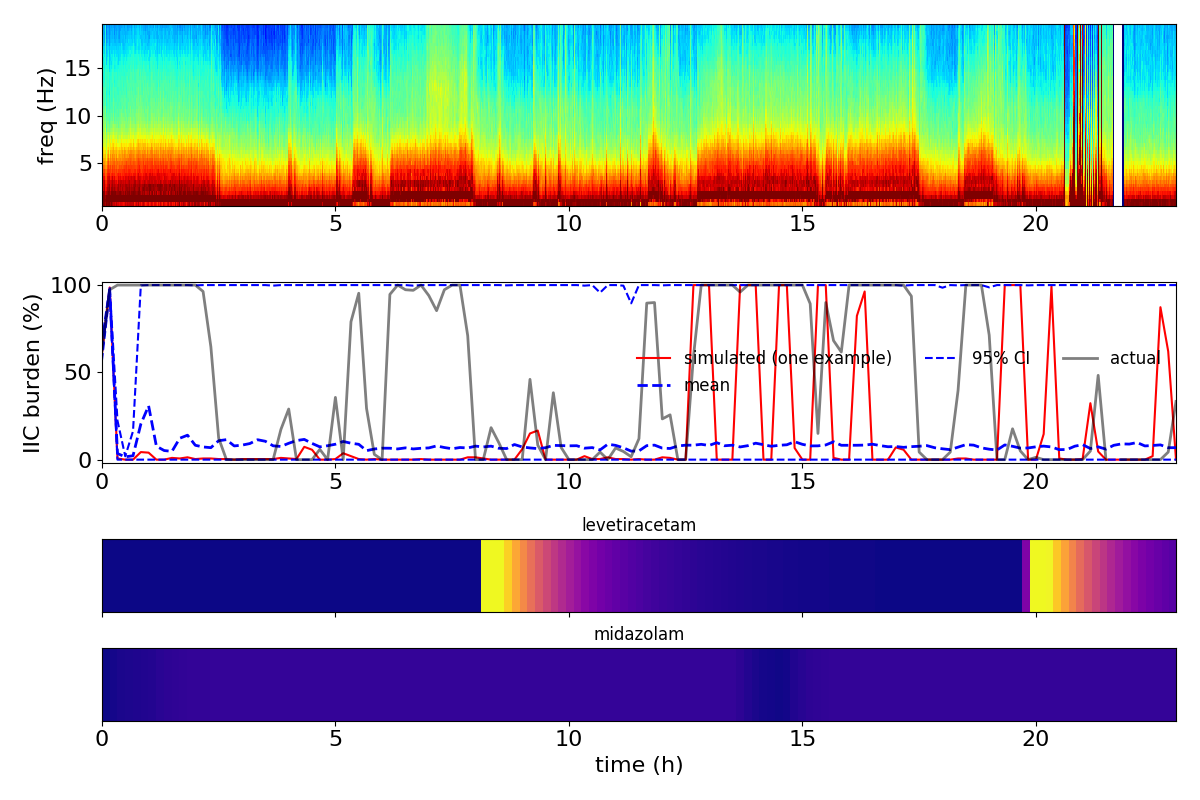 freq (Hz)
15
10
5
0 5 10 15 20
IIC burden (%)
100
50
0
simulated (one example) 95% CI actual
mean
0 5 10 15 20
levetiracetam
midazolam
0 5 10 15 20
time (h)